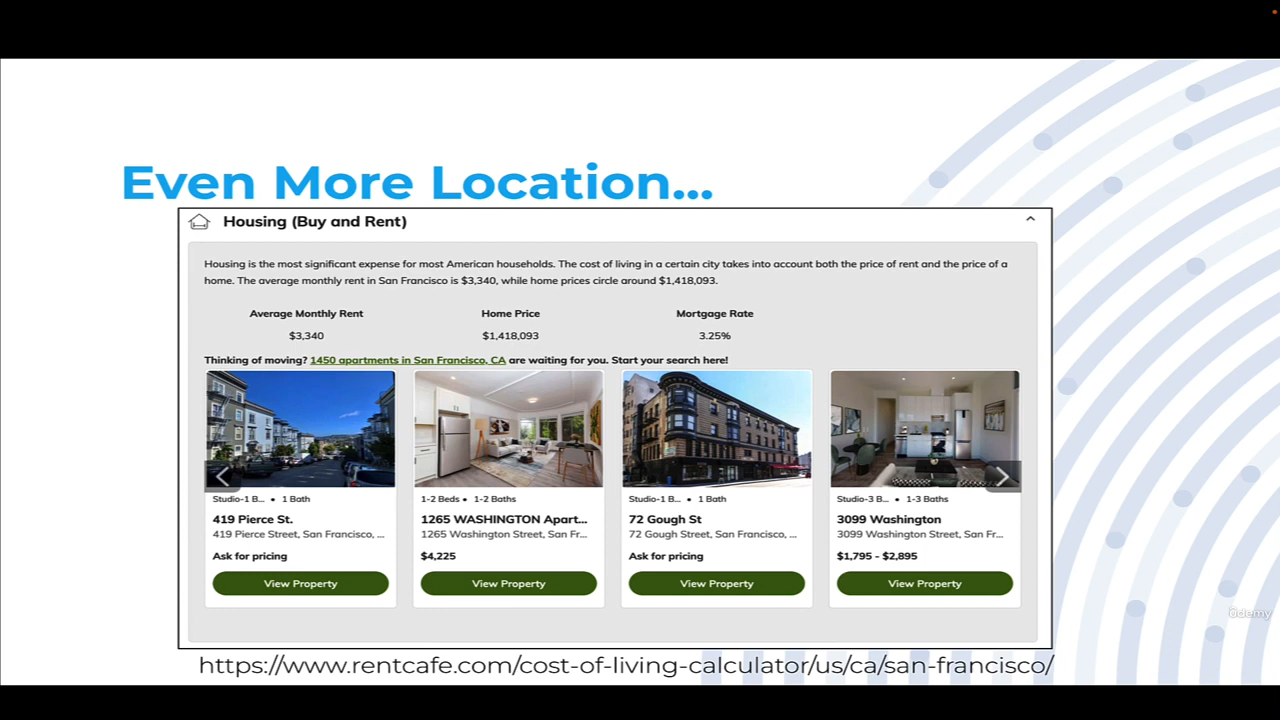 Even More Location...
Housing (Buy and Rent)
Housing is the most significant expense for most American households. The cost of living in a certain city takes into account both the price of rent and the price of a
home. The average monthly rent in San Francisco is $3,340, while home prices circle around $1,418,093.
Average Monthly Rent Home Price Mortgage Rate
$3,340 $1,418,093 3.25%
Thinking of moving? 1450 apartments in San Francisco, CA are waiting for you. Start your search here!
Studio-1 B... • 1 Bath
419 Pierce St.
419 Pierce Street, San Francisco, ...
Ask for pricing
View Property
1-2 Beds • 1-2 Baths
1265 WASHINGTON Apart...
1265 Washington Street, San Fr...
$4,225
View Property
Studio-1 B... • 1 Bath
72 Gough St
72 Gough Street, San Francisco, ...
Ask for pricing
View Property
Studio-3 B... • 1-3 Baths
3099 Washington
3099 Washington Street, San Fr...
$1,795 - $2,895
View Property
https://www.rentcafe.com/cost-of-living-calculator/us/ca/san-francisco/
ûdemy